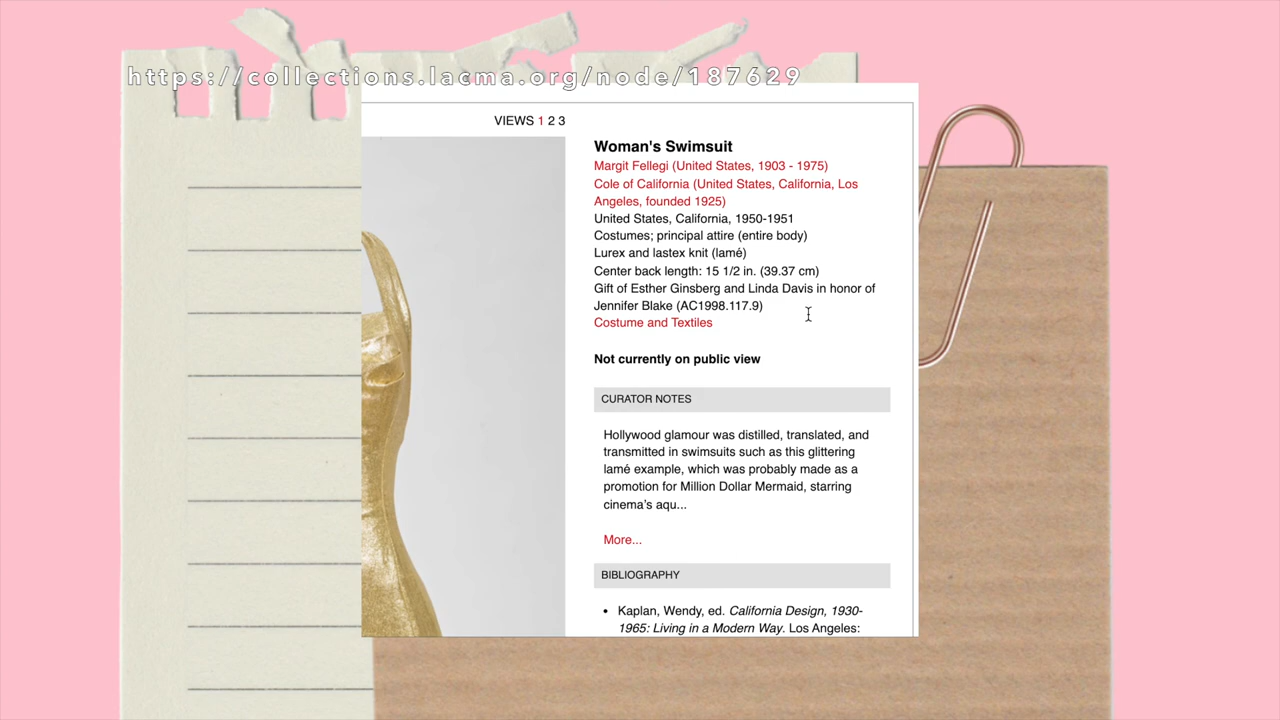 https://collections.lacma.org/node/187629
VIEWS 1 2 3
Woman's Swimsuit
Margit Fellegi (United States, 1903 - 1975)
Cole of California (United States, California, Los
Angeles, founded 1925)
United States, California, 1950-1951
Costumes; principal attire (entire body)
Lurex and lastex knit (lamé)
Center back length: 15 1/2 in. (39.37 cm)
Gift of Esther Ginsberg and Linda Davis in honor of
Jennifer Blake (AC1998.117.9)
Costume and Textiles
Not currently on public view
CURATOR NOTES
Hollywood glamour was distilled, translated, and
transmitted in swimsuits such as this glittering
lamé example, which was probably made as a
promotion for Million Dollar Mermaid, starring
cinema’s aqu...
More...
BIBLIOGRAPHY
• Kaplan, Wendy, ed. California Design, 1930-
1965: Living in a Modern Way. Los Angeles: